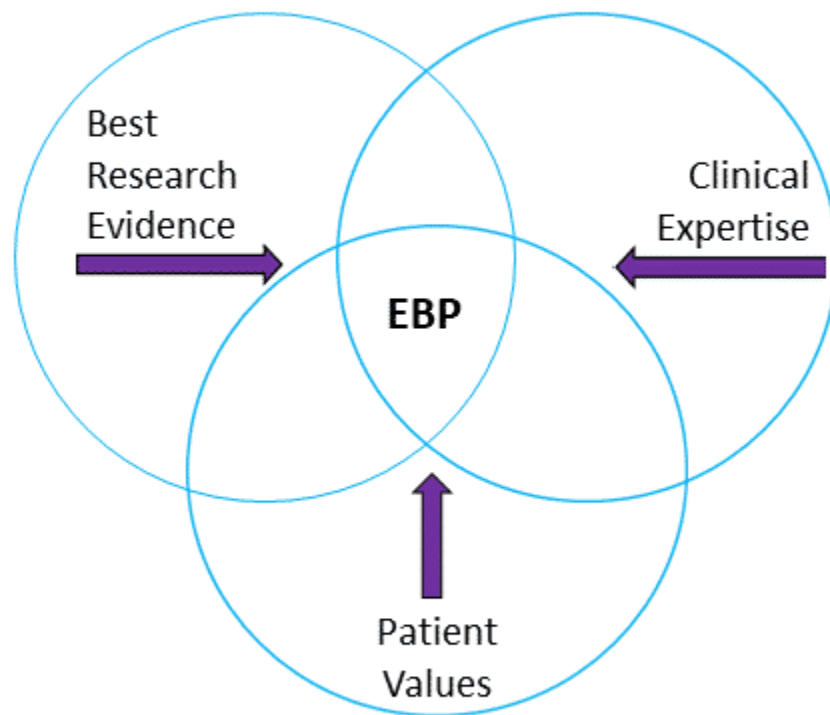 Best
Research
Evidence
Clinical
Expertise
EBP
Patient
Values